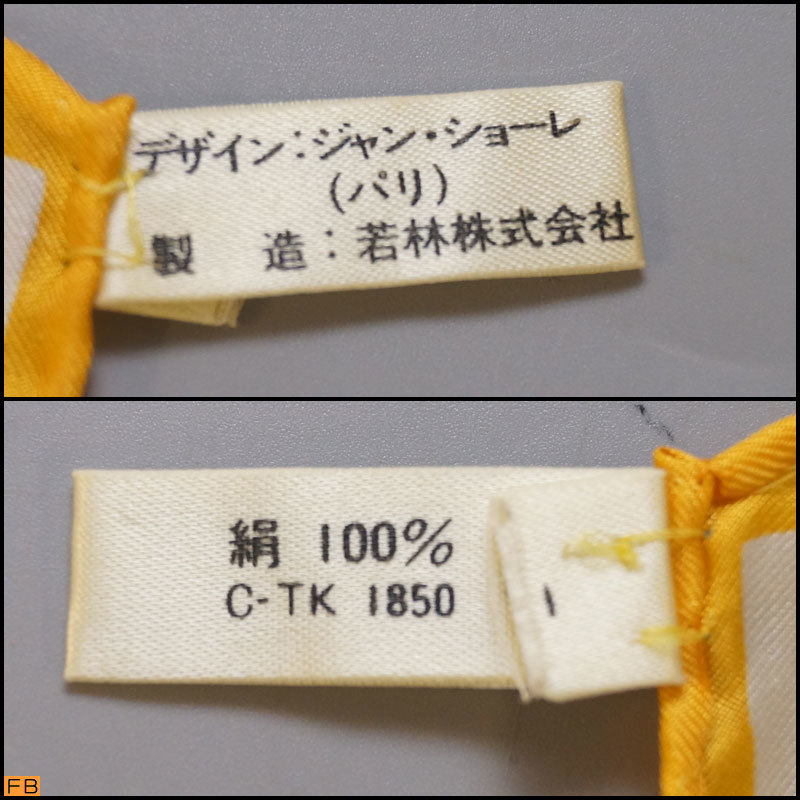 デザイン:ジャン・ショーレ
(パリ)
製 造:若林株式会社
絹 100%
C-TK 1850
FB